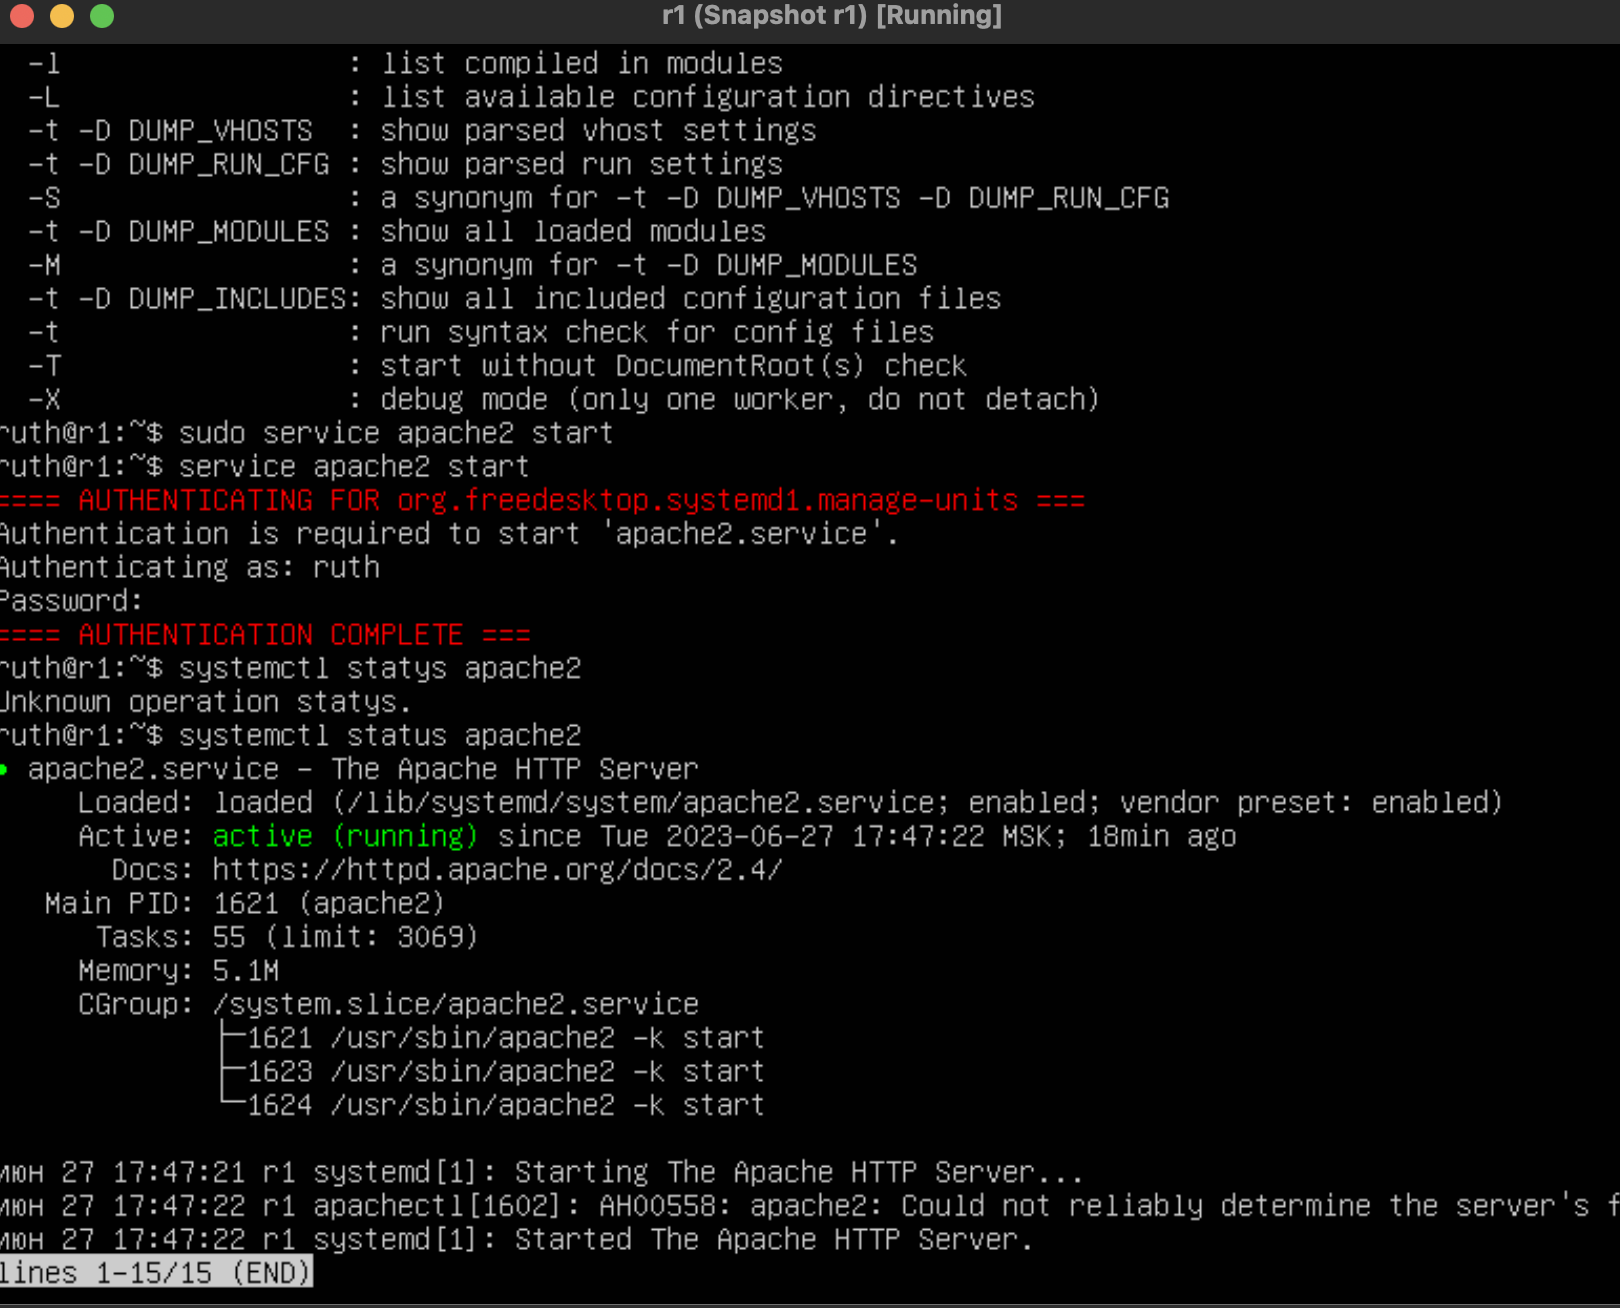 r1 (Snapshot r1) [Running]
-l                 : list compiled in modules
-L                 : list available configuration directives
-t -D DUMP_VHOSTS  : show parsed vhost settings
-t -D DUMP_RUN_CFG : show parsed run settings
-S                 : a synonym for -t -D DUMP_VHOSTS -D DUMP_RUN_CFG
-t -D DUMP_MODULES : show all loaded modules
-M                 : a synonym for -t -D DUMP_MODULES
-t -D DUMP_INCLUDES: show all included configuration files
-t                 : run syntax check for config files
-T                 : start without DocumentRoot(s) check
-X                 : debug mode (only one worker, do not detach)
ruth@r1:~$ sudo service apache2 start
ruth@r1:~$ service apache2 start
==== AUTHENTICATING FOR org.freedesktop.systemd1.manage-units ===
Authentication is required to start 'apache2.service'.
Authenticating as: ruth
Password:
==== AUTHENTICATION COMPLETE ===
ruth@r1:~$ systemctl statys apache2
Unknown operation statys.
ruth@r1:~$ systemctl status apache2
● apache2.service - The Apache HTTP Server
Loaded: loaded (/lib/systemd/system/apache2.service; enabled; vendor preset: enabled)
Active: active (running) since Tue 2023-06-27 17:47:22 MSK; 18min ago
Docs: https://httpd.apache.org/docs/2.4/
Main PID: 1621 (apache2)
Tasks: 55 (limit: 3069)
Memory: 5.1M
CGroup: /system.slice/apache2.service
├─1621 /usr/sbin/apache2 -k start
├─1623 /usr/sbin/apache2 -k start
└─1624 /usr/sbin/apache2 -k start
июн 27 17:47:21 r1 systemd[1]: Starting The Apache HTTP Server...
июн 27 17:47:22 r1 apachectl[1602]: AH00558: apache2: Could not reliably determine the server's f
июн 27 17:47:22 r1 systemd[1]: Started The Apache HTTP Server.
lines 1-15/15 (END)